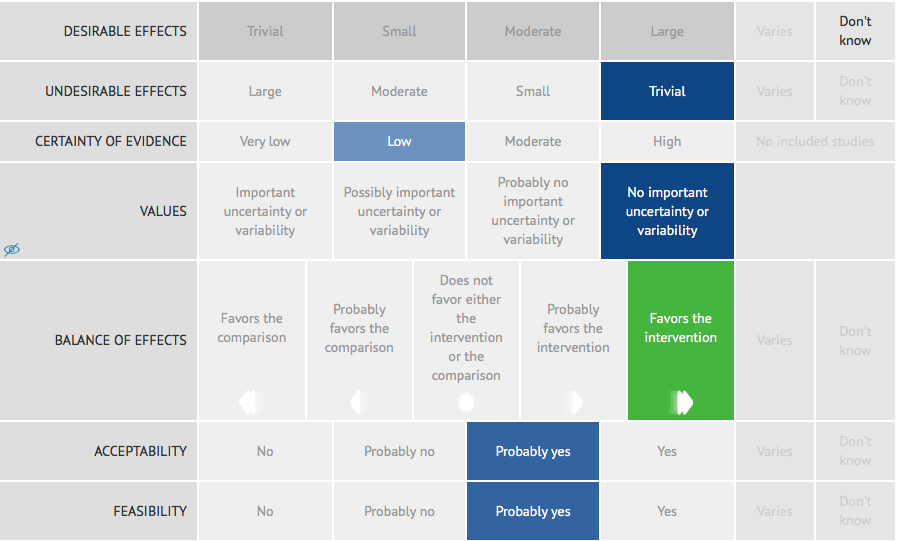 DESIRABLE EFFECTS
Trivial
Small
Moderate
Large
Varies
Don't
know
UNDESIRABLE EFFECTS
Large
Moderate
Small
Trivial
Varies
Don't
know
CERTAINTY OF EVIDENCE
Very low
Low
Moderate
High
No included studies
VALUES
Important
uncertainty or
variability
Possibly important
uncertainty or
variability
Probably no
important
uncertainty or
variability
No important
uncertainty or
variability
BALANCE OF EFFECTS
Favors the
comparison
Probably
favors the
comparison
Does not
favor either
the
intervention
or the
comparison
Probably
favors the
intervention
Favors the
intervention
Varies
Don't
know
ACCEPTABILITY
No
Probably no
Probably yes
Yes
Varies
Don't
know
FEASIBILITY
No
Probably no
Probably yes
Yes
Varies
Don't
know